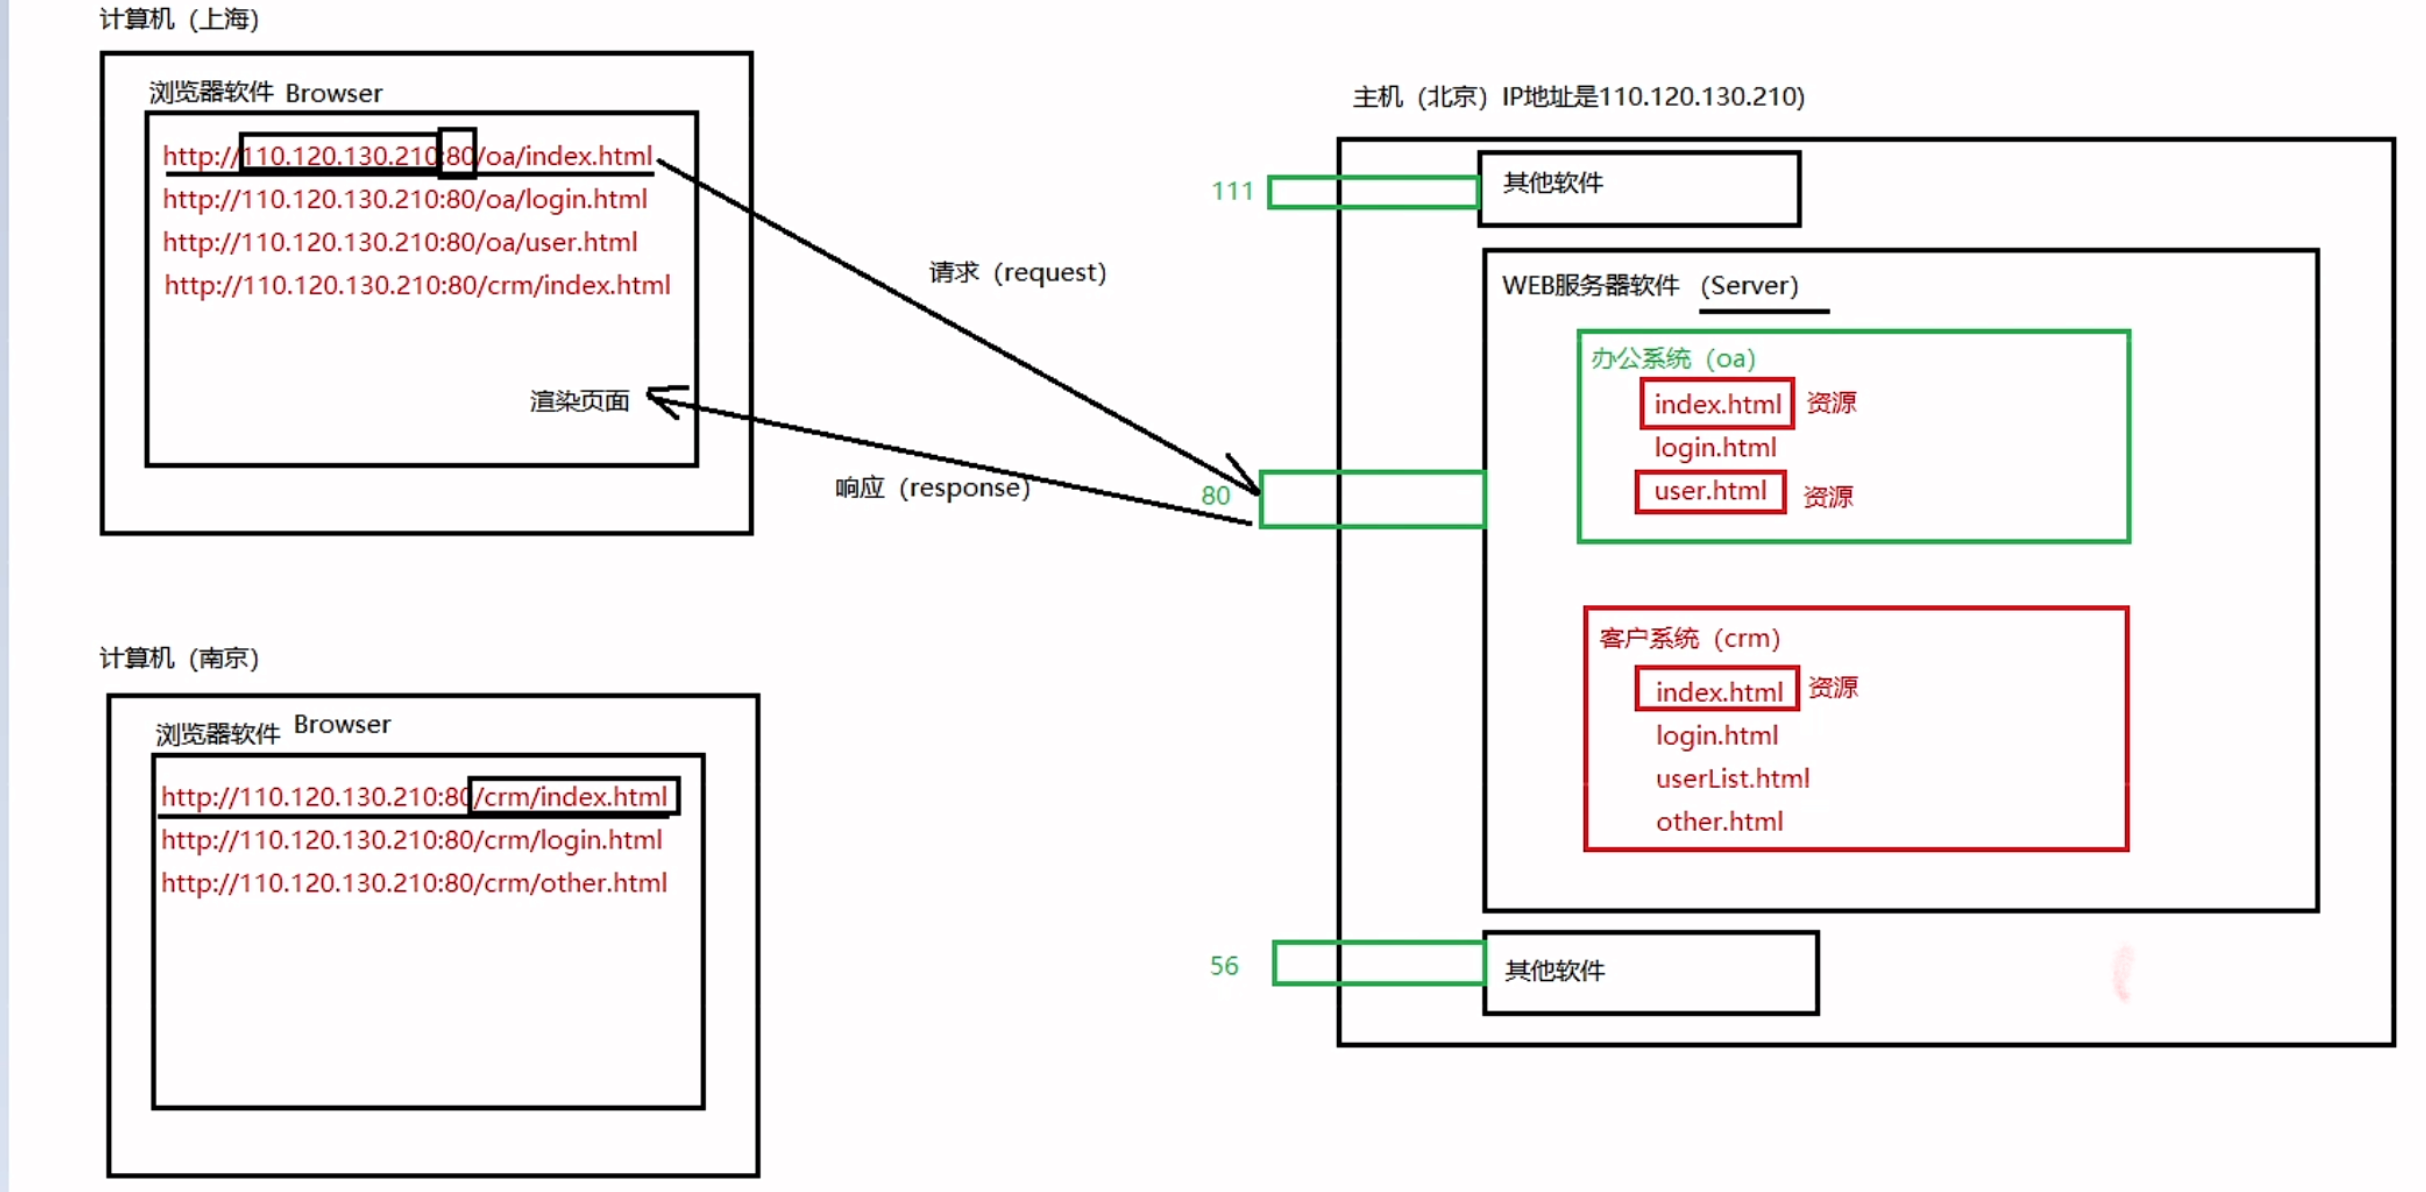 计算机（上海）
浏览器软件 Browser
http://110.120.130.210:80/oa/index.html
http://110.120.130.210:80/oa/login.html
http://110.120.130.210:80/oa/user.html
http://110.120.130.210:80/crm/index.html
渲染页面
请求（request）
响应（response）
计算机（南京）
浏览器软件 Browser
http://110.120.130.210:80/crm/index.html
http://110.120.130.210:80/crm/login.html
http://110.120.130.210:80/crm/other.html
主机（北京）IP地址是110.120.130.210)
111
其他软件
WEB服务器软件 （Server）
办公系统（oa）
index.html 资源
login.html
user.html 资源
80
客户系统（crm）
index.html 资源
login.html
userList.html
other.html
56
其他软件